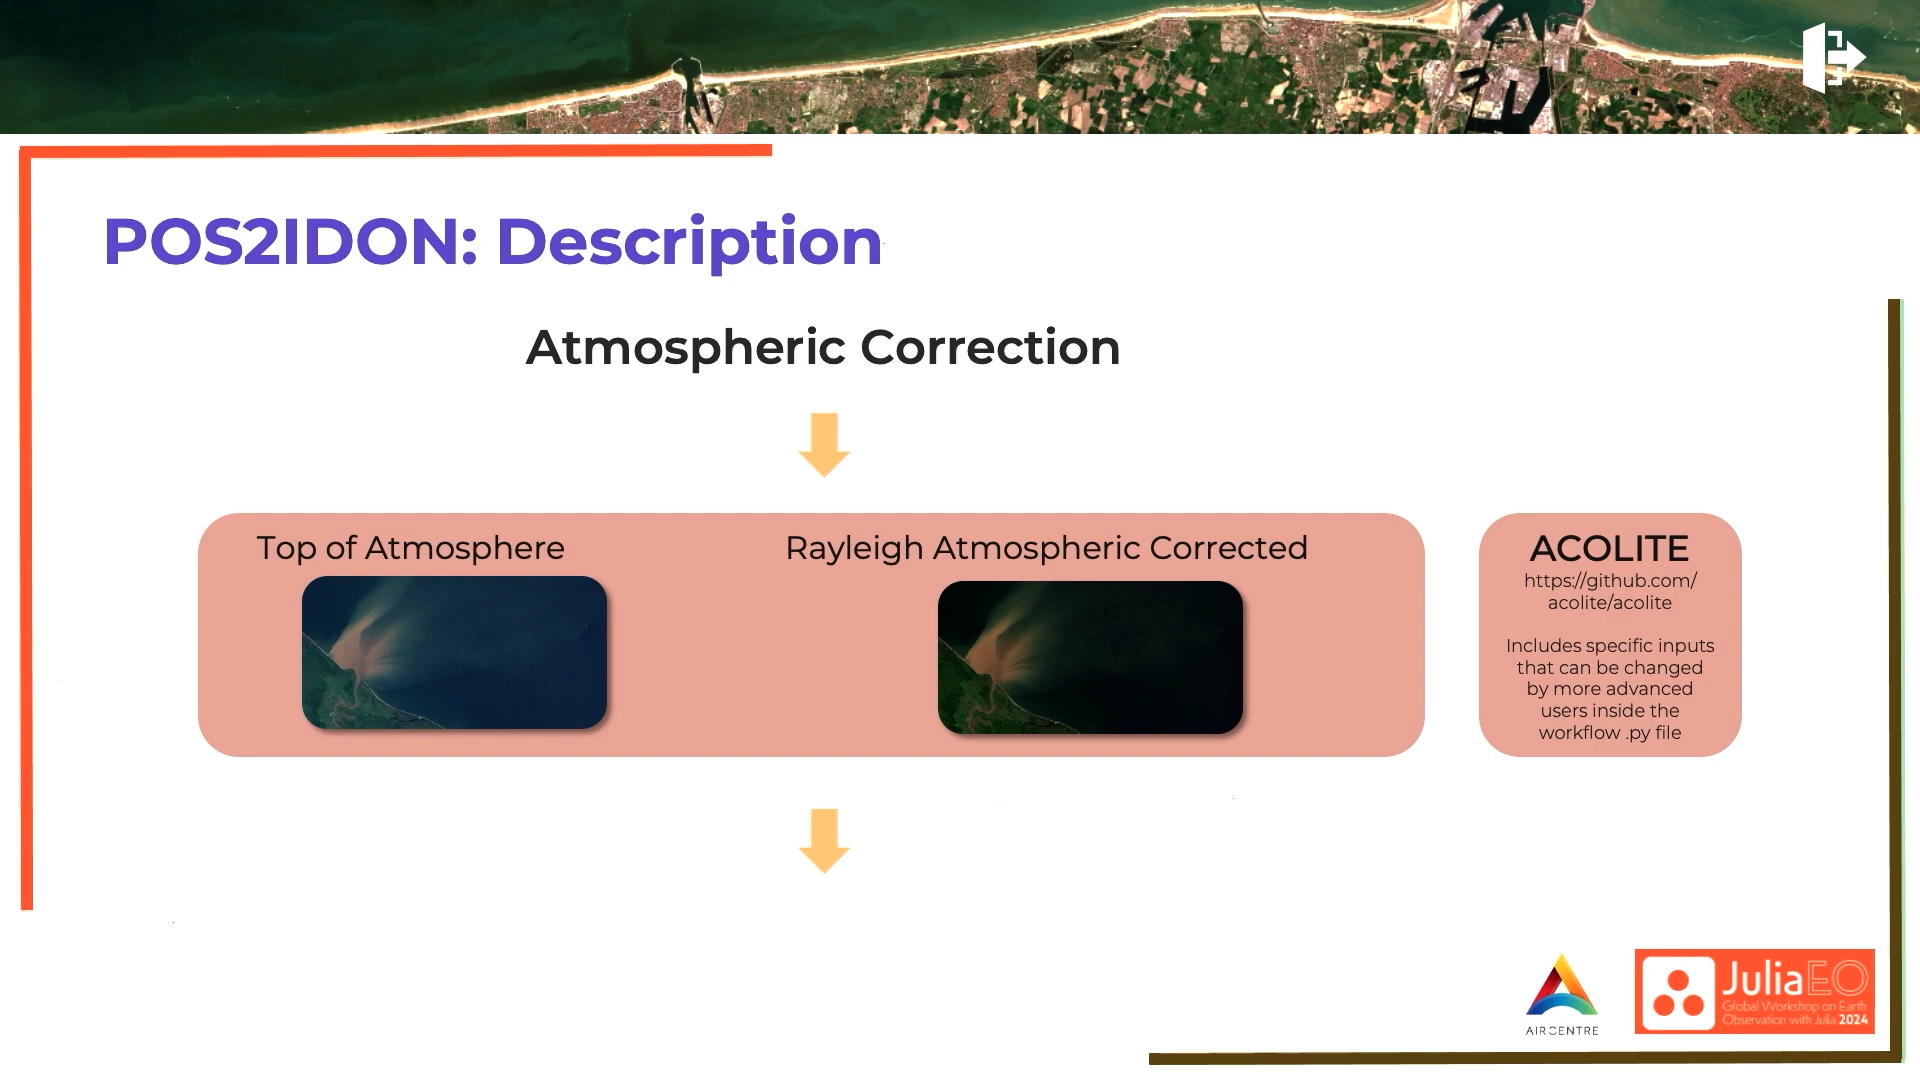 POS2IDON: Description
Atmospheric Correction
Top of Atmosphere
Rayleigh Atmospheric Corrected
ACOLITE
https://github.com/
acolite/acolite
Includes specific inputs
that can be changed
by more advanced
users inside the
workflow .py file
AIRCENTRE
JuliaEO
Global Workshop on Earth
Observation with Julia 2024